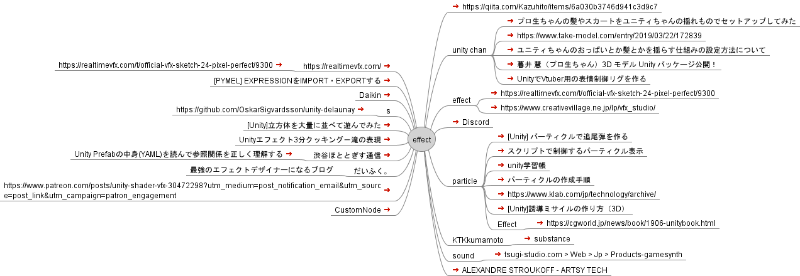 https://realtimevfx.com/t/official-vfx-sketch-24-pixel-perfect/9300
https://realtimevfx.com/
[PYMEL] EXPRESSIONをIMPORT・EXPORTする
Daikin
https://github.com/OskarSigvardsson/unity-delaunay
s
[Unity]立方体を大量に並べて遊んでみた
Unityエフェクト3分クッキング―滝の表現
Unity Prefabの中身(YAML)を読んで参照関係を正しく理解する
渋谷ほととぎす通信
最強のエフェクトデザイナーになるブログ
だいふく。
https://www.patreon.com/posts/unity-shader-vfx-30472298?utm_medium=post_notification_email&utm_sourc
e=post_link&utm_campaign=patron_engagement
CustomNode
effect
https://qiita.com/Kazuhito/items/6a030b3746d941c3d9c7
unity chan
プロ生ちゃんの髪やスカートをユニティちゃんの揺れものでセットアップしてみた
https://www.take-model.com/entry/2019/03/22/172839
ユニティちゃんのおっぱいとか髪とかを揺らす仕組みの設定方法について
暮井 慧（プロ生ちゃん）3D モデル Unity パッケージ公開！
UnityでVtuber用の表情制御リグを作る
effect
https://realtimevfx.com/t/official-vfx-sketch-24-pixel-perfect/9300
https://www.creativevillage.ne.jp/lp/vfx_studio/
Discord
particle
[Unity] パーティクルで追尾弾を作る
スクリプトで制御するパーティクル表示
unity学習帳
パーティクルの作成手順
https://www.klab.com/jp/technology/archive/
[Unity]誘導ミサイルの作り方（3D）
Effect
https://cgworld.jp/news/book/1906-unitybook.html
KTKkumamoto
substance
sound
tsugi-studio.com > Web > Jp > Products-gamesynth
ALEXANDRE STROUKOFF - ARTSY TECH